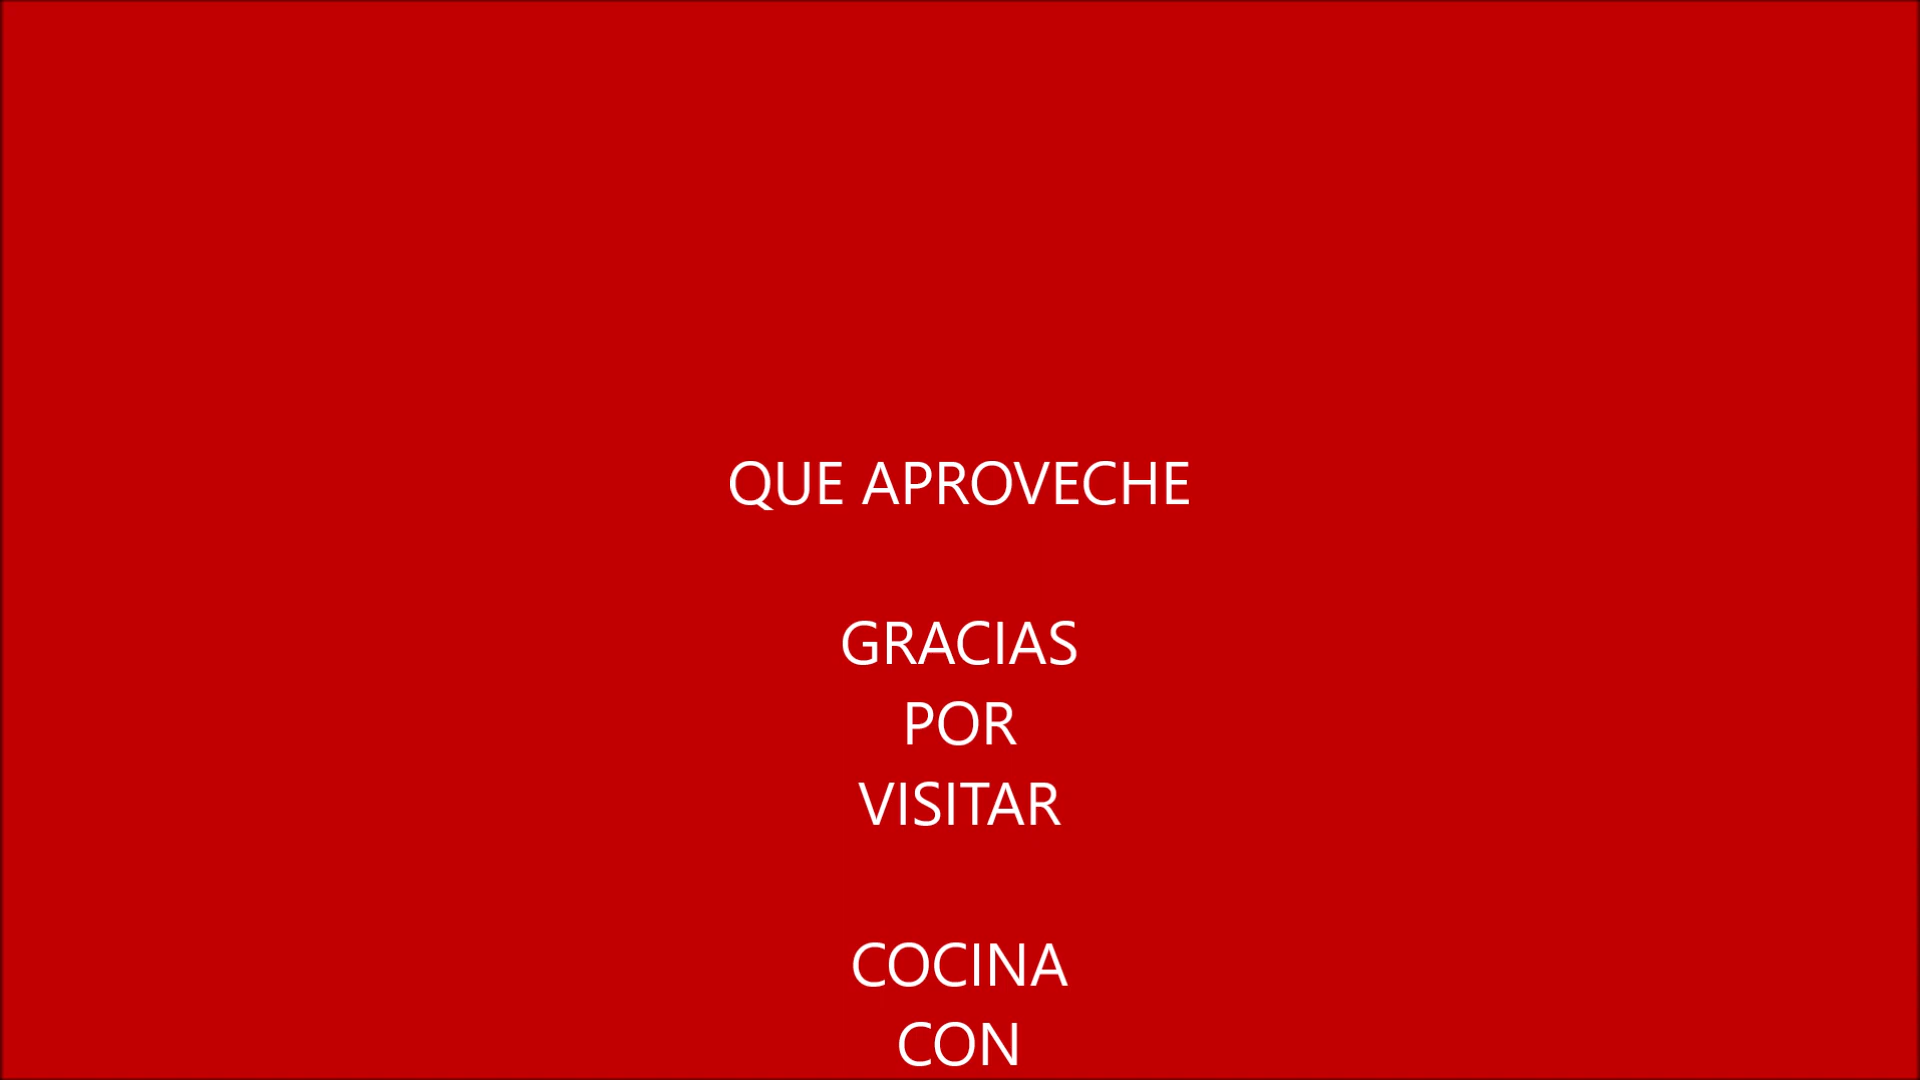 QUE APROVECHE
GRACIAS
POR
VISITAR
COCINA
CON